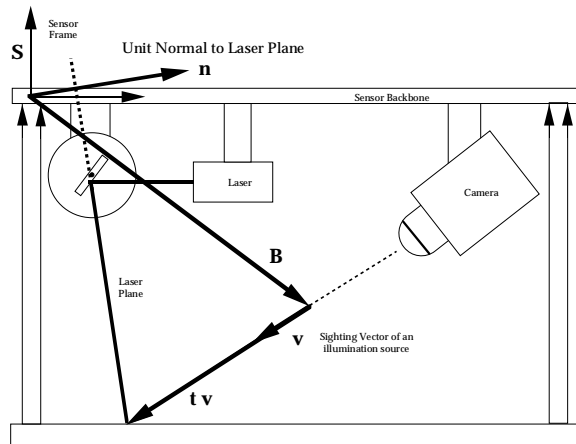 Sensor
Frame
S
Unit Normal to Laser Plane
n
Sensor Backbone
Laser
Camera
B
Laser
Plane
v
Sighting Vector of an
illumination source
t v